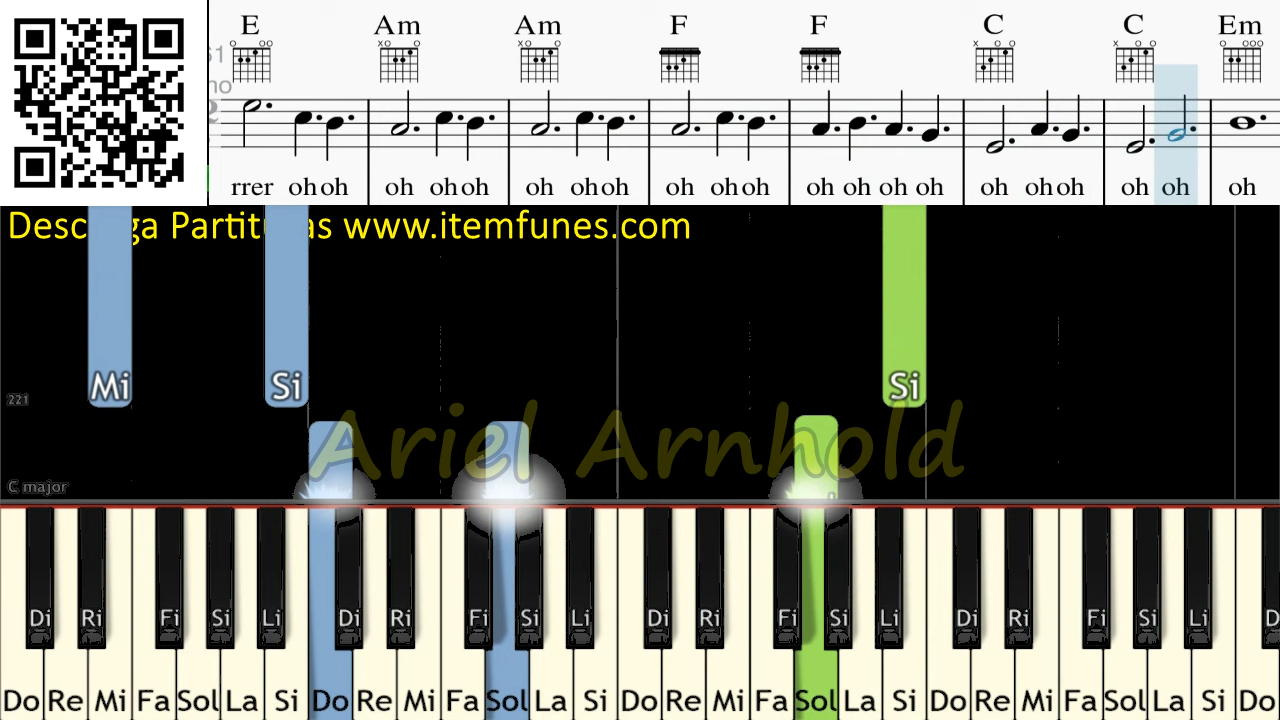 E Am Am F F C C Em
51
no
rrer oh oh oh oh oh oh oh oh oh oh oh oh oh oh oh oh oh oh oh oh oh
Descarga Partituras www.itemfunes.com
Mi Si Si
221
Ariel Arnhold
C major
Di Ri Fi Si Li Di Ri Fi Si Li Di Ri Fi Si Li Di Ri Fi Si Li D
Do Re Mi Fa Sol La Si Do Re Mi Fa Sol La Si Do Re Mi Fa Sol La Si Do Re Mi Fa Sol La Si Do